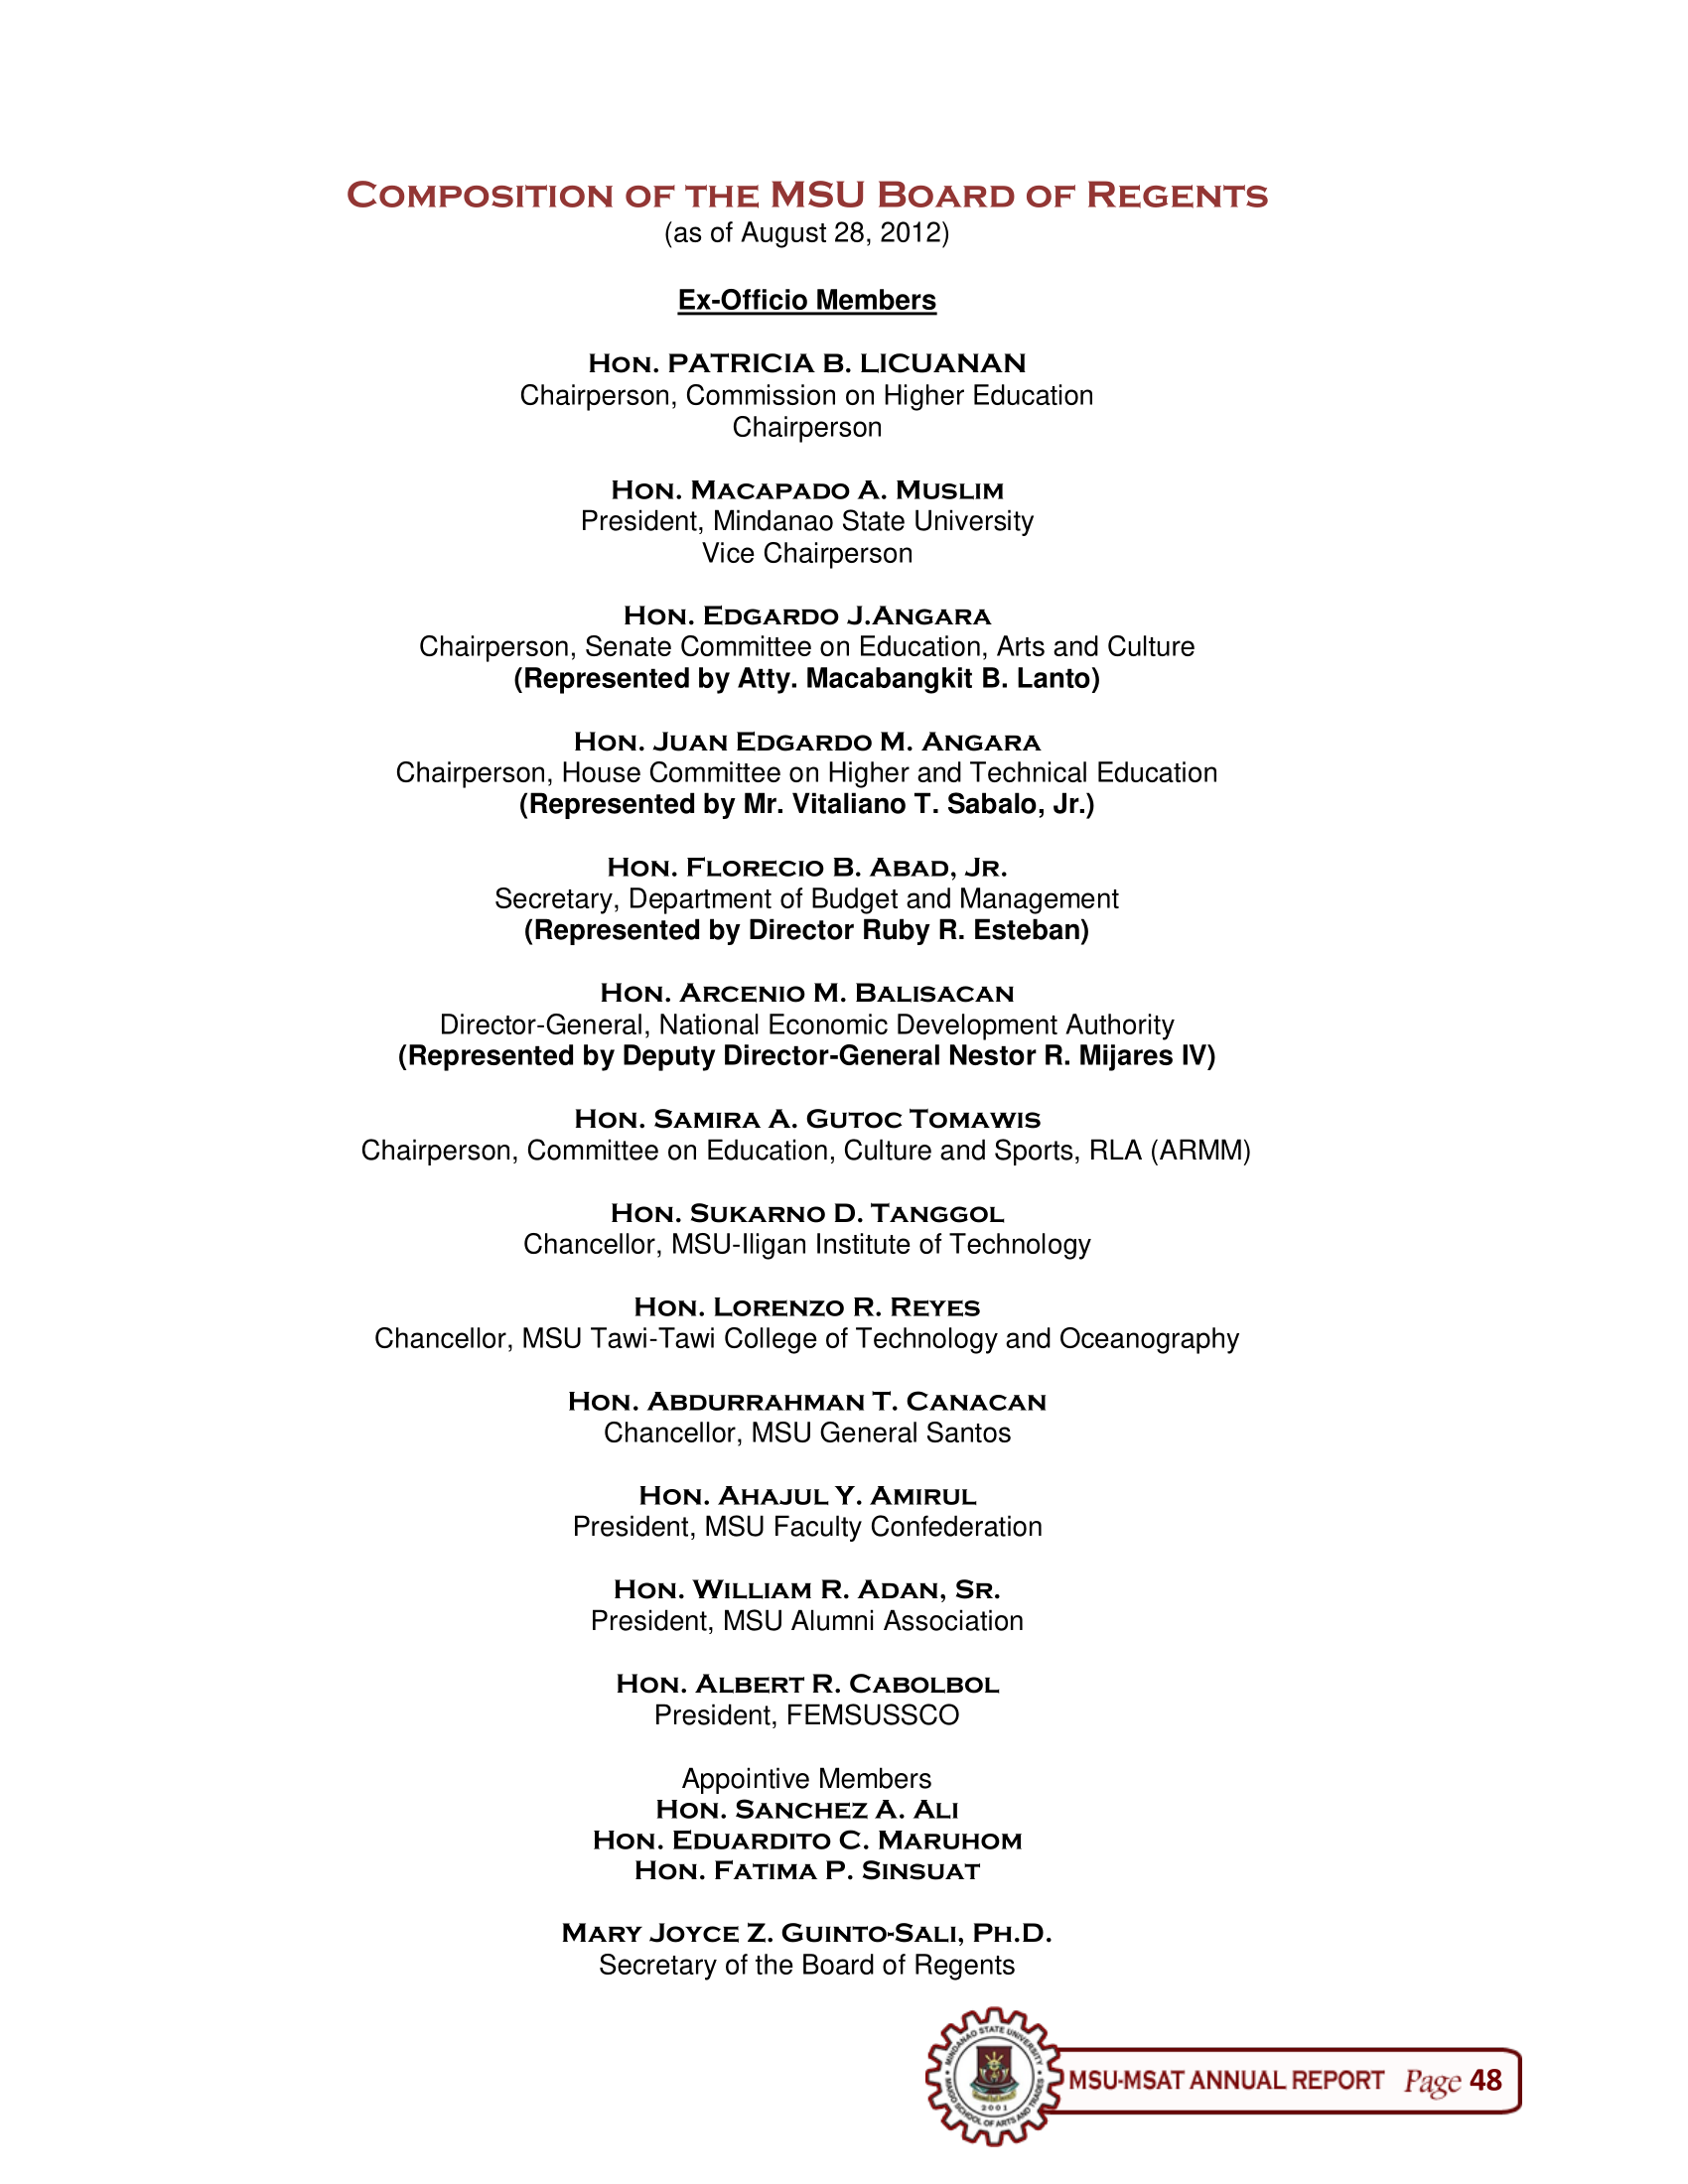 Composition of the MSU Board of Regents
(as of August 28, 2012)
Ex-Officio Members
Hon. PATRICIA B. LICUANAN
Chairperson, Commission on Higher Education
Chairperson
Hon. Macapado A. Muslim
President, Mindanao State University
Vice Chairperson
Hon. Edgardo J.Angara
Chairperson, Senate Committee on Education, Arts and Culture
(Represented by Atty. Macabangkit B. Lanto)
Hon. Juan Edgardo M. Angara
Chairperson, House Committee on Higher and Technical Education
(Represented by Mr. Vitaliano T. Sabalo, Jr.)
Hon. Florecio B. Abad, Jr.
Secretary, Department of Budget and Management
(Represented by Director Ruby R. Esteban)
Hon. Arcenio M. Balisacan
Director-General, National Economic Development Authority
(Represented by Deputy Director-General Nestor R. Mijares IV)
Hon. Samira A. Gutoc Tomawis
Chairperson, Committee on Education, Culture and Sports, RLA (ARMM)
Hon. Sukarno D. Tanggol
Chancellor, MSU-Iligan Institute of Technology
Hon. Lorenzo R. Reyes
Chancellor, MSU Tawi-Tawi College of Technology and Oceanography
Hon. Abdurrahman T. Canacan
Chancellor, MSU General Santos
Hon. Ahajul Y. Amirul
President, MSU Faculty Confederation
Hon. William R. Adan, Sr.
President, MSU Alumni Association
Hon. Albert R. Cabolbol
President, FEMSUSSCO
Appointive Members
Hon. Sanchez A. Ali
Hon. Eduardito C. Maruhom
Hon. Fatima P. Sinsuat
Mary Joyce Z. Guinto-Sali, Ph.D.
Secretary of the Board of Regents
MINDANAO STATE UNIVERSITY
MAIGO SCHOOL OF ARTS AND TRADES
2001
MSU-MSAT ANNUAL REPORT Page 48